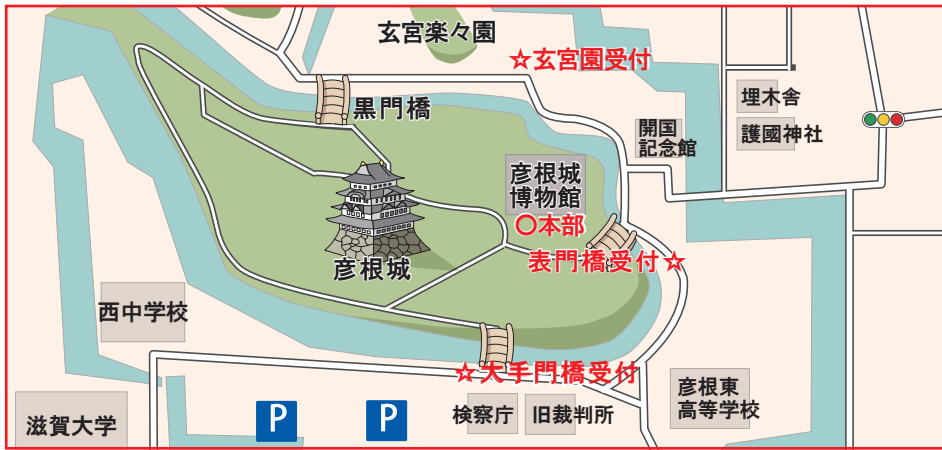 玄宮楽々園
☆玄宮園受付
黒門橋
埋木舎
開国
記念館
護國神社
彦根城
博物館
〇本部
表門橋受付☆
彦根城
西中学校
☆大手門橋受付
滋賀大学
P
P
検察庁
旧裁判所
彦根東
高等学校